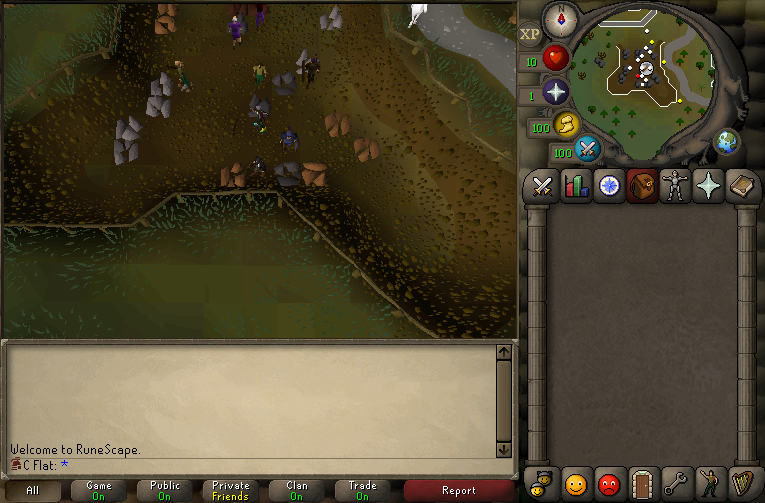 N
XP
10
1
100
100
Welcome to RuneScape.
C Flat: *
All
Game
On
Public
On
Private
Friends
Clan
On
Trade
On
Report